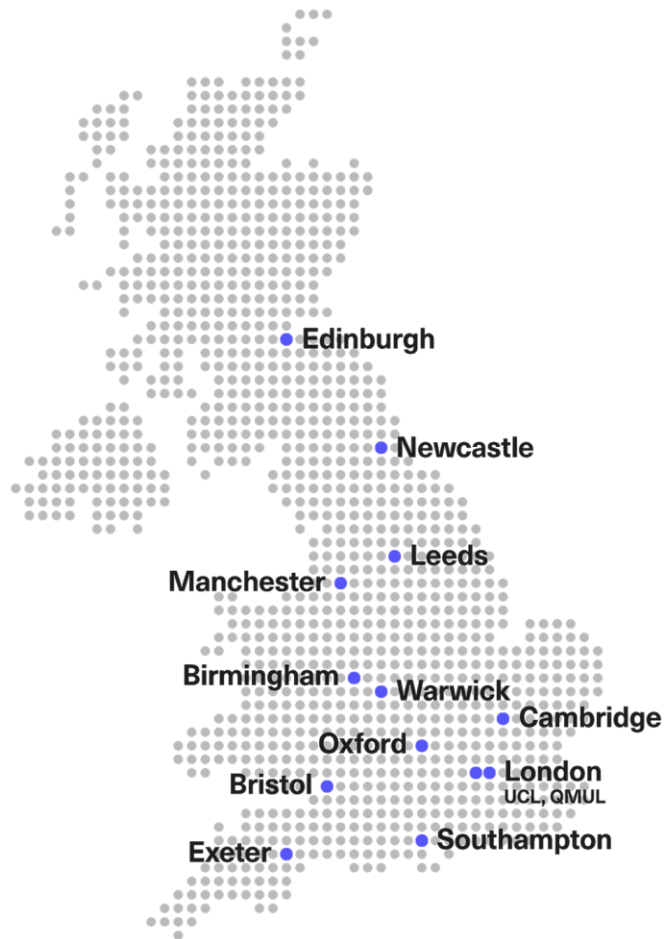 Edinburgh
Newcastle
Leeds
Manchester
Birmingham
Warwick
Cambridge
Oxford
London
UCL, QMUL
Bristol
Southampton
Exeter